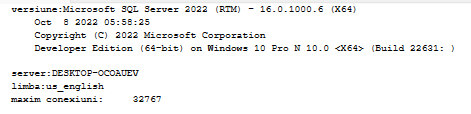 versiune:Microsoft SQL Server 2022 (RTM) - 16.0.1000.6 (X64)
Oct  8 2022 05:58:25
Copyright (C) 2022 Microsoft Corporation
Developer Edition (64-bit) on Windows 10 Pro N 10.0 <X64> (Build 22631: )
server:DESKTOP-OCOAUEV
limba:us_english
maxim conexiuni:     32767